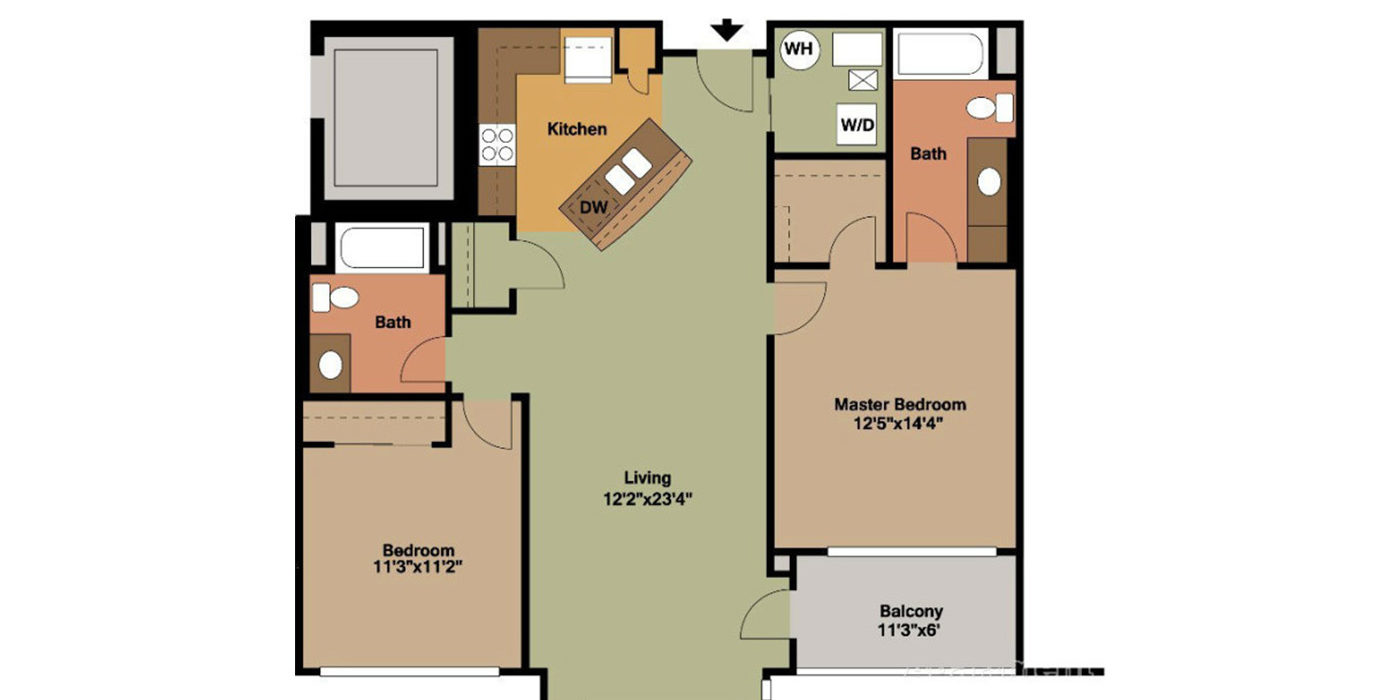 WH
Kitchen
W/D
Bath
DW
Bath
Master Bedroom
12'5"x14'4"
Living
12'2"x23'4"
Bedroom
11'3"x11'2"
Balcony
11'3"x6'